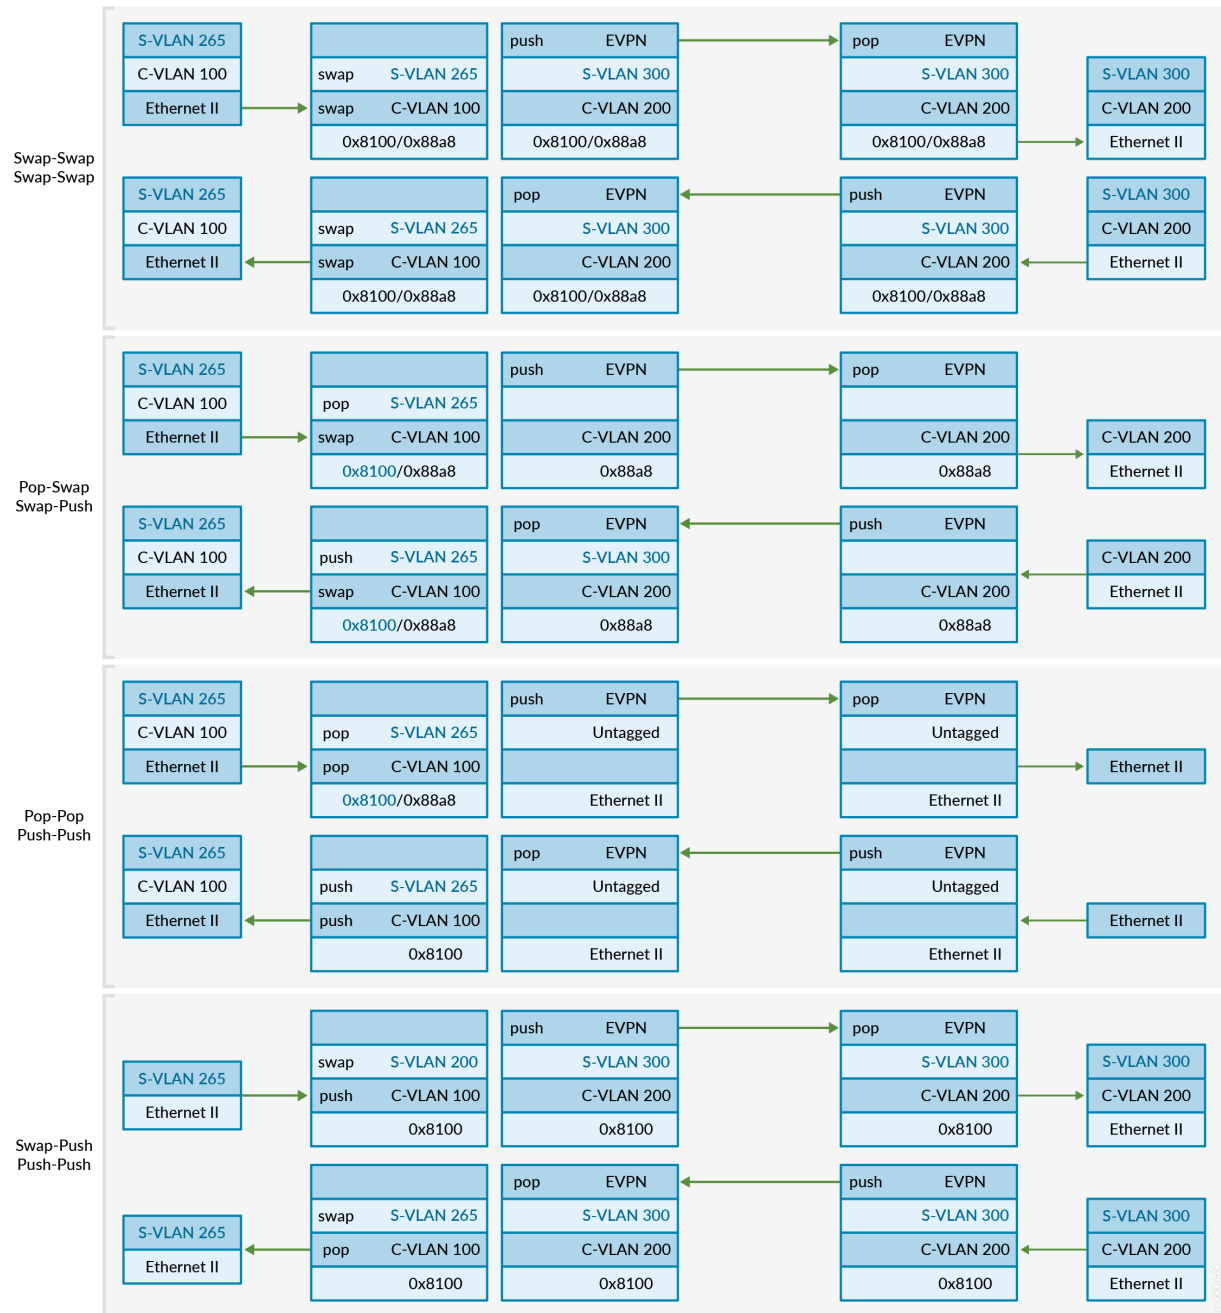 Swap-Swap
Swap-Swap
S-VLAN 265
C-VLAN 100
Ethernet II
swap S-VLAN 265
swap C-VLAN 100
0x8100/0x88a8
push EVPN
S-VLAN 300
C-VLAN 200
0x8100/0x88a8
pop EVPN
S-VLAN 300
C-VLAN 200
0x8100/0x88a8
S-VLAN 300
C-VLAN 200
Ethernet II
S-VLAN 265
C-VLAN 100
Ethernet II
swap S-VLAN 265
swap C-VLAN 100
0x8100/0x88a8
pop EVPN
S-VLAN 300
C-VLAN 200
0x8100/0x88a8
push EVPN
S-VLAN 300
C-VLAN 200
0x8100/0x88a8
S-VLAN 300
C-VLAN 200
Ethernet II
Pop-Swap
Swap-Push
S-VLAN 265
C-VLAN 100
Ethernet II
pop S-VLAN 265
swap C-VLAN 100
0x8100/0x88a8
push EVPN
C-VLAN 200
0x88a8
pop EVPN
C-VLAN 200
0x88a8
C-VLAN 200
Ethernet II
S-VLAN 265
C-VLAN 100
Ethernet II
push S-VLAN 265
swap C-VLAN 100
0x8100/0x88a8
pop EVPN
S-VLAN 300
C-VLAN 200
0x88a8
push EVPN
C-VLAN 200
0x88a8
C-VLAN 200
Ethernet II
Pop-Pop
Push-Push
S-VLAN 265
C-VLAN 100
Ethernet II
pop S-VLAN 265
pop C-VLAN 100
0x8100/0x88a8
push EVPN
Untagged
Ethernet II
pop EVPN
Untagged
Ethernet II
Ethernet II
S-VLAN 265
C-VLAN 100
Ethernet II
push S-VLAN 265
push C-VLAN 100
0x8100
pop EVPN
Untagged
Ethernet II
push EVPN
Untagged
Ethernet II
Ethernet II
Swap-Push
Push-Push
S-VLAN 265
Ethernet II
swap S-VLAN 200
push C-VLAN 100
0x8100
push EVPN
S-VLAN 300
C-VLAN 200
0x8100
pop EVPN
S-VLAN 300
C-VLAN 200
0x8100
S-VLAN 300
C-VLAN 200
Ethernet II
S-VLAN 265
Ethernet II
swap S-VLAN 265
pop C-VLAN 100
0x8100
pop EVPN
S-VLAN 300
C-VLAN 200
0x8100
push EVPN
S-VLAN 300
C-VLAN 200
0x8100
S-VLAN 300
C-VLAN 200
Ethernet II